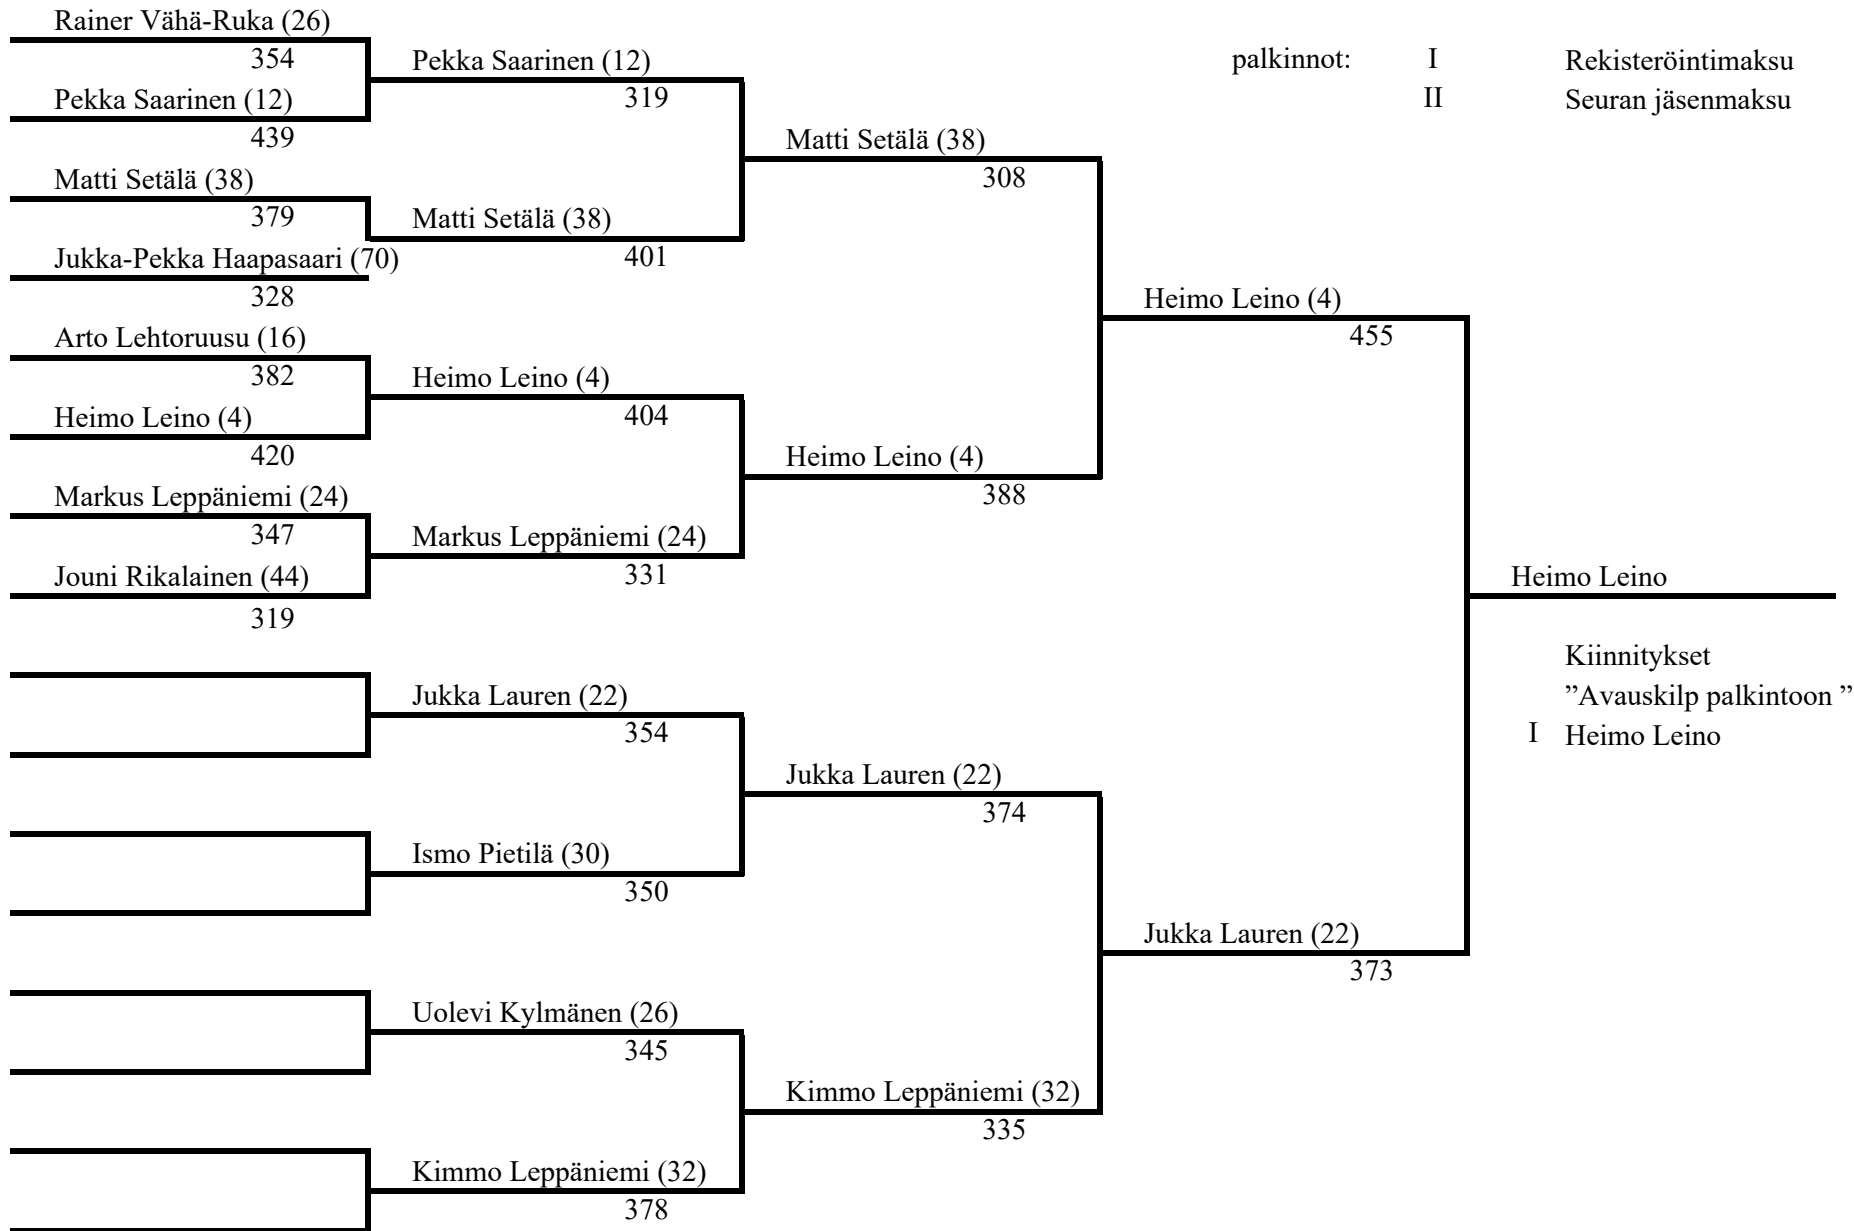 Rainer Vähä-Ruka (26)
354
Pekka Saarinen (12)
439
Matti Setälä (38)
379
Jukka-Pekka Haapasaari (70)
328
Arto Lehtoruusu (16)
382
Heimo Leino (4)
420
Markus Leppäniemi (24)
347
Jouni Rikalainen (44)
319
Pekka Saarinen (12)
319
Matti Setälä (38)
401
Heimo Leino (4)
404
Markus Leppäniemi (24)
331
Jukka Lauren (22)
354
Ismo Pietilä (30)
350
Uolevi Kylmänen (26)
345
Kimmo Leppäniemi (32)
378
Matti Setälä (38)
308
Heimo Leino (4)
388
Jukka Lauren (22)
374
Kimmo Leppäniemi (32)
335
Heimo Leino (4)
455
Jukka Lauren (22)
373
palkinnot: I Rekisteröintimaksu
II Seuran jäsenmaksu
Heimo Leino
Kiinnitykset
”Avauskilp palkintoon ”
I Heimo Leino